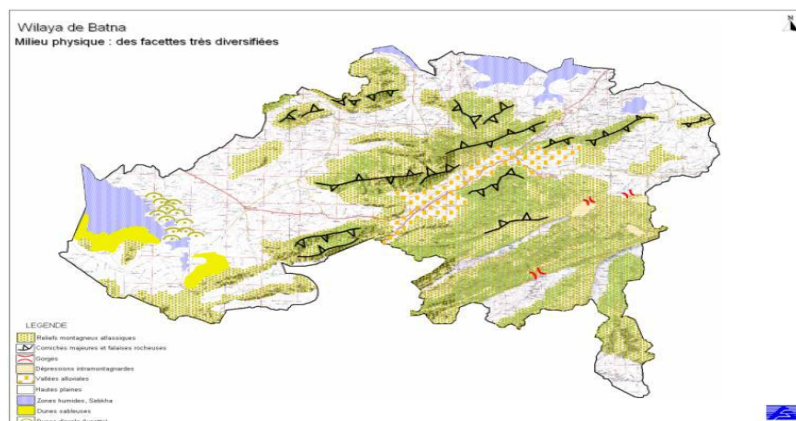 Wilaya de Batna
Milieu physique : des facettes très diversifiées
N
LEGENDE
Reliefs montagneux atlassiques
Corniches majeures et falaises rocheuses
Gorges
Dépressions intramontagnardes
Vallées alluviales
Hautes plaines
Zones humides, Sebkha
Dunes sableuses